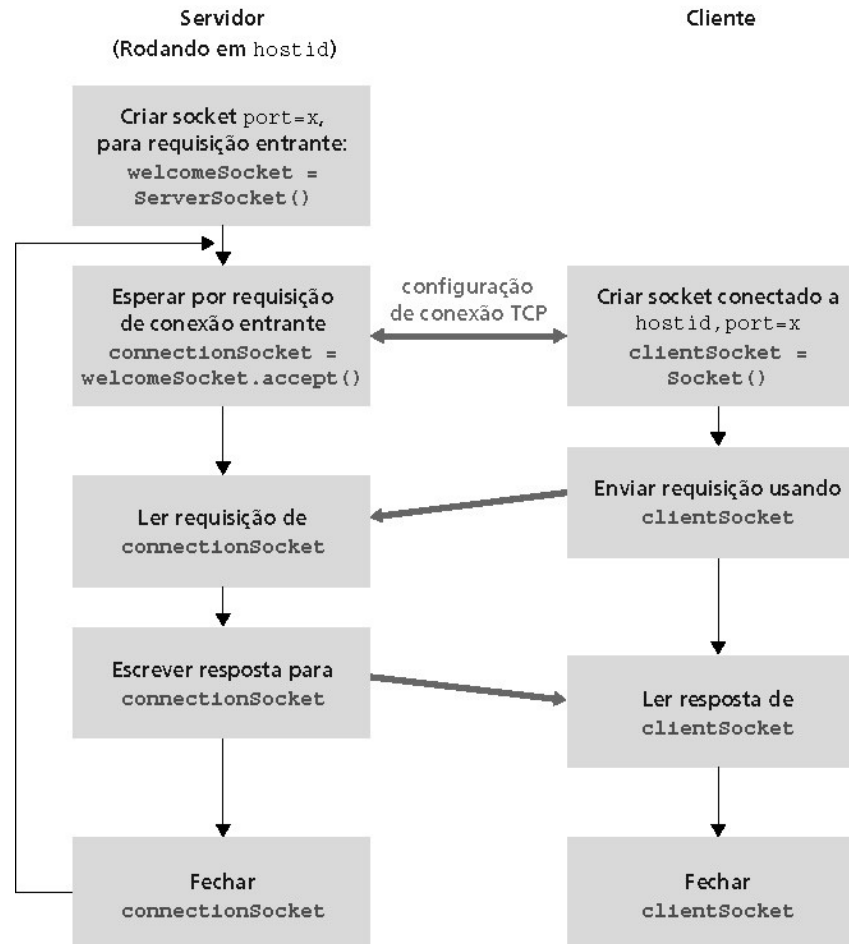 Servidor
(Rodando em hostid)
Cliente
Criar socket port=x,
para requisição entrante:
welcomeSocket =
ServerSocket()
Esperar por requisição
de conexão entrante
connectionSocket =
welcomeSocket.accept()
configuração
de conexão TCP
Criar socket conectado a
hostid,port=x
clientSocket =
Socket()
Enviar requisição usando
clientSocket
Ler requisição de
connectionSocket
Escrever resposta para
connectionSocket
Ler resposta de
clientSocket
Fechar
connectionSocket
Fechar
clientSocket